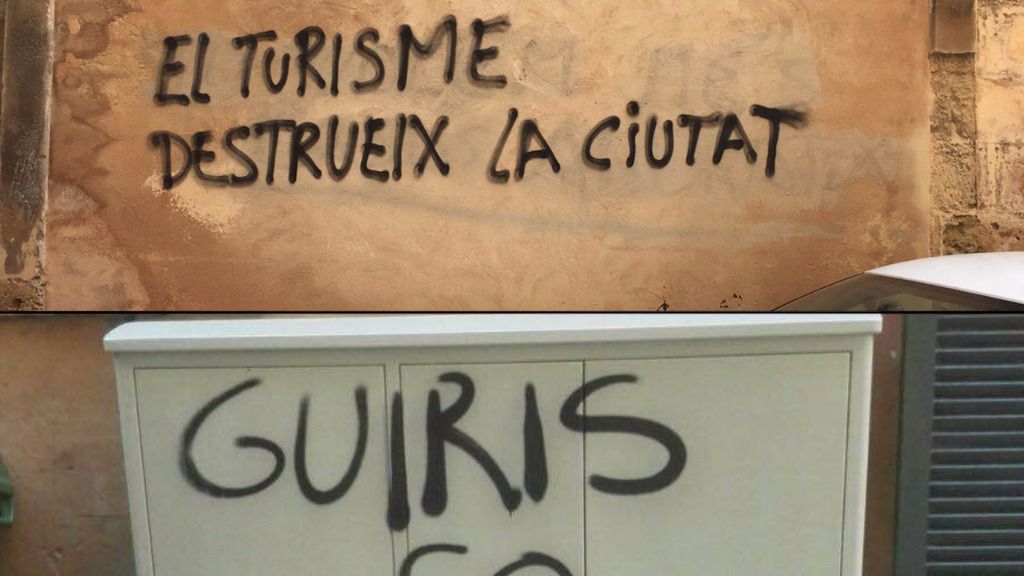 EL TURISME
DESTRUEIX LA CIUTAT
GUIRIS